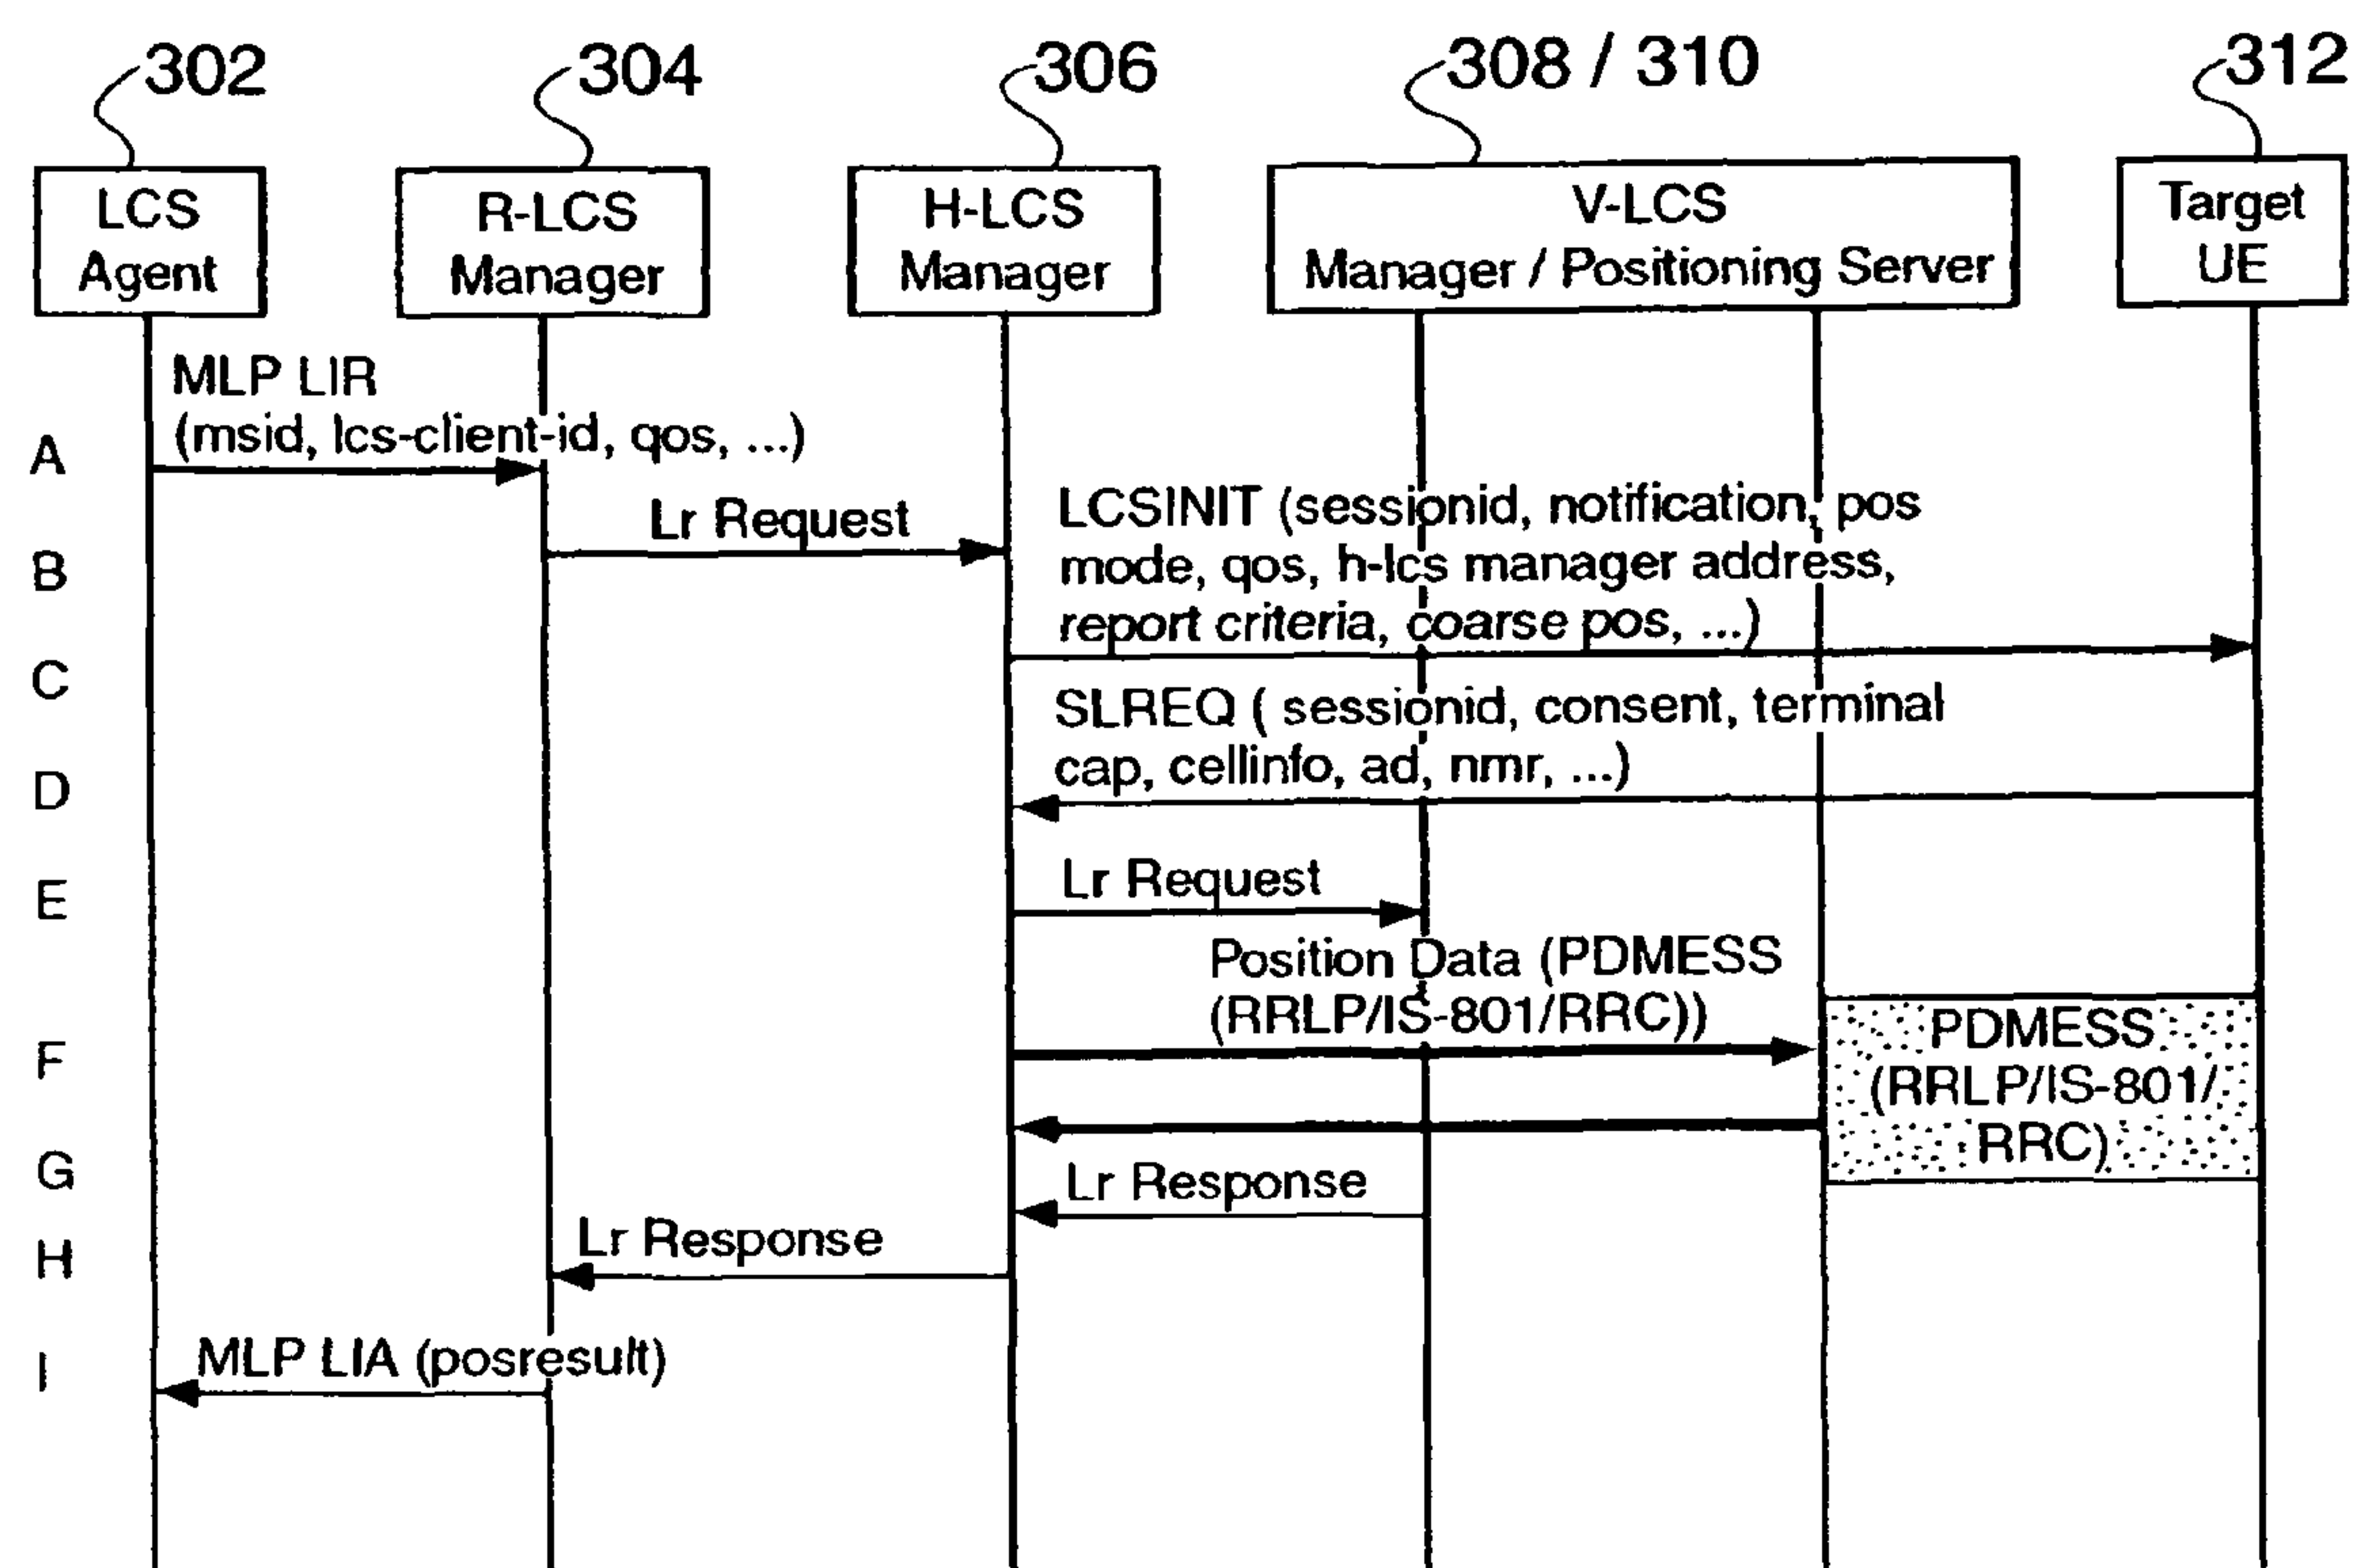 302
304
306
308 / 310
312
LCS
Agent
R-LCS
Manager
H-LCS
Manager
V-LCS
Manager / Positioning Server
Target
UE
MLP LIR
(msid, lcs-client-id, qos, ...)
A
Lr Request
B
LCSINIT (sessionid, notification, pos
mode, qos, h-lcs manager address,
report criteria, coarse pos, ...)
C
SLREQ ( sessionid, consent, terminal
cap, cellinfo, ad, nmr, ...)
D
Lr Request
E
Position Data (PDMESS
(RRLP/IS-801/RRC))
F
PDMESS
(RRLP/IS-801/
RRC)
G
Lr Response
H
Lr Response
I
MLP LIA (posresult)